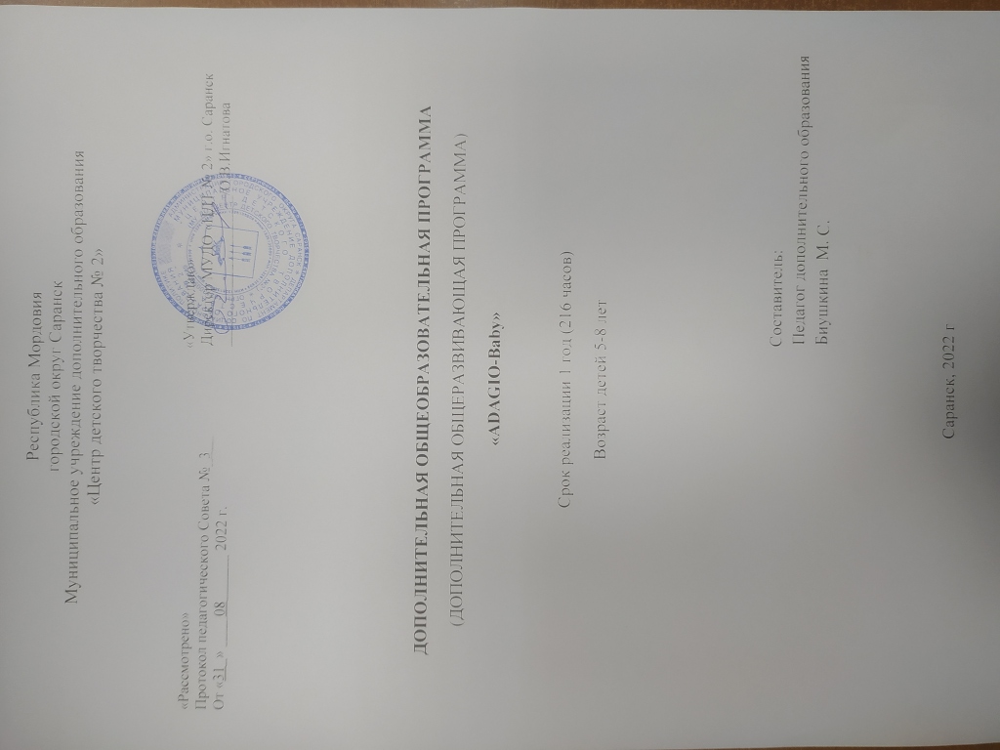 Республика Мордовия
городской округ Саранск
Муниципальное учреждение дополнительного образования
«Центр детского творчества № 2»
«Рассмотрено»
Протокол педагогического Совета № 3
От «31 » 08 2022 г.
«Утверждаю»
Директор МУДО «ЦДТ № 2» г.о. Саранск
О.В.Игнатова
ДОПОЛНИТЕЛЬНАЯ ОБЩЕОБРАЗОВАТЕЛЬНАЯ ПРОГРАММА
(ДОПОЛНИТЕЛЬНАЯ ОБЩЕРАЗВИВАЮЩАЯ ПРОГРАММА)
«ADAGIO-Baby»
Срок реализации 1 год (216 часов)
Возраст детей 5-8 лет
Составитель:
Педагог дополнительного образования
Биушкина М. С.
Саранск, 2022 г